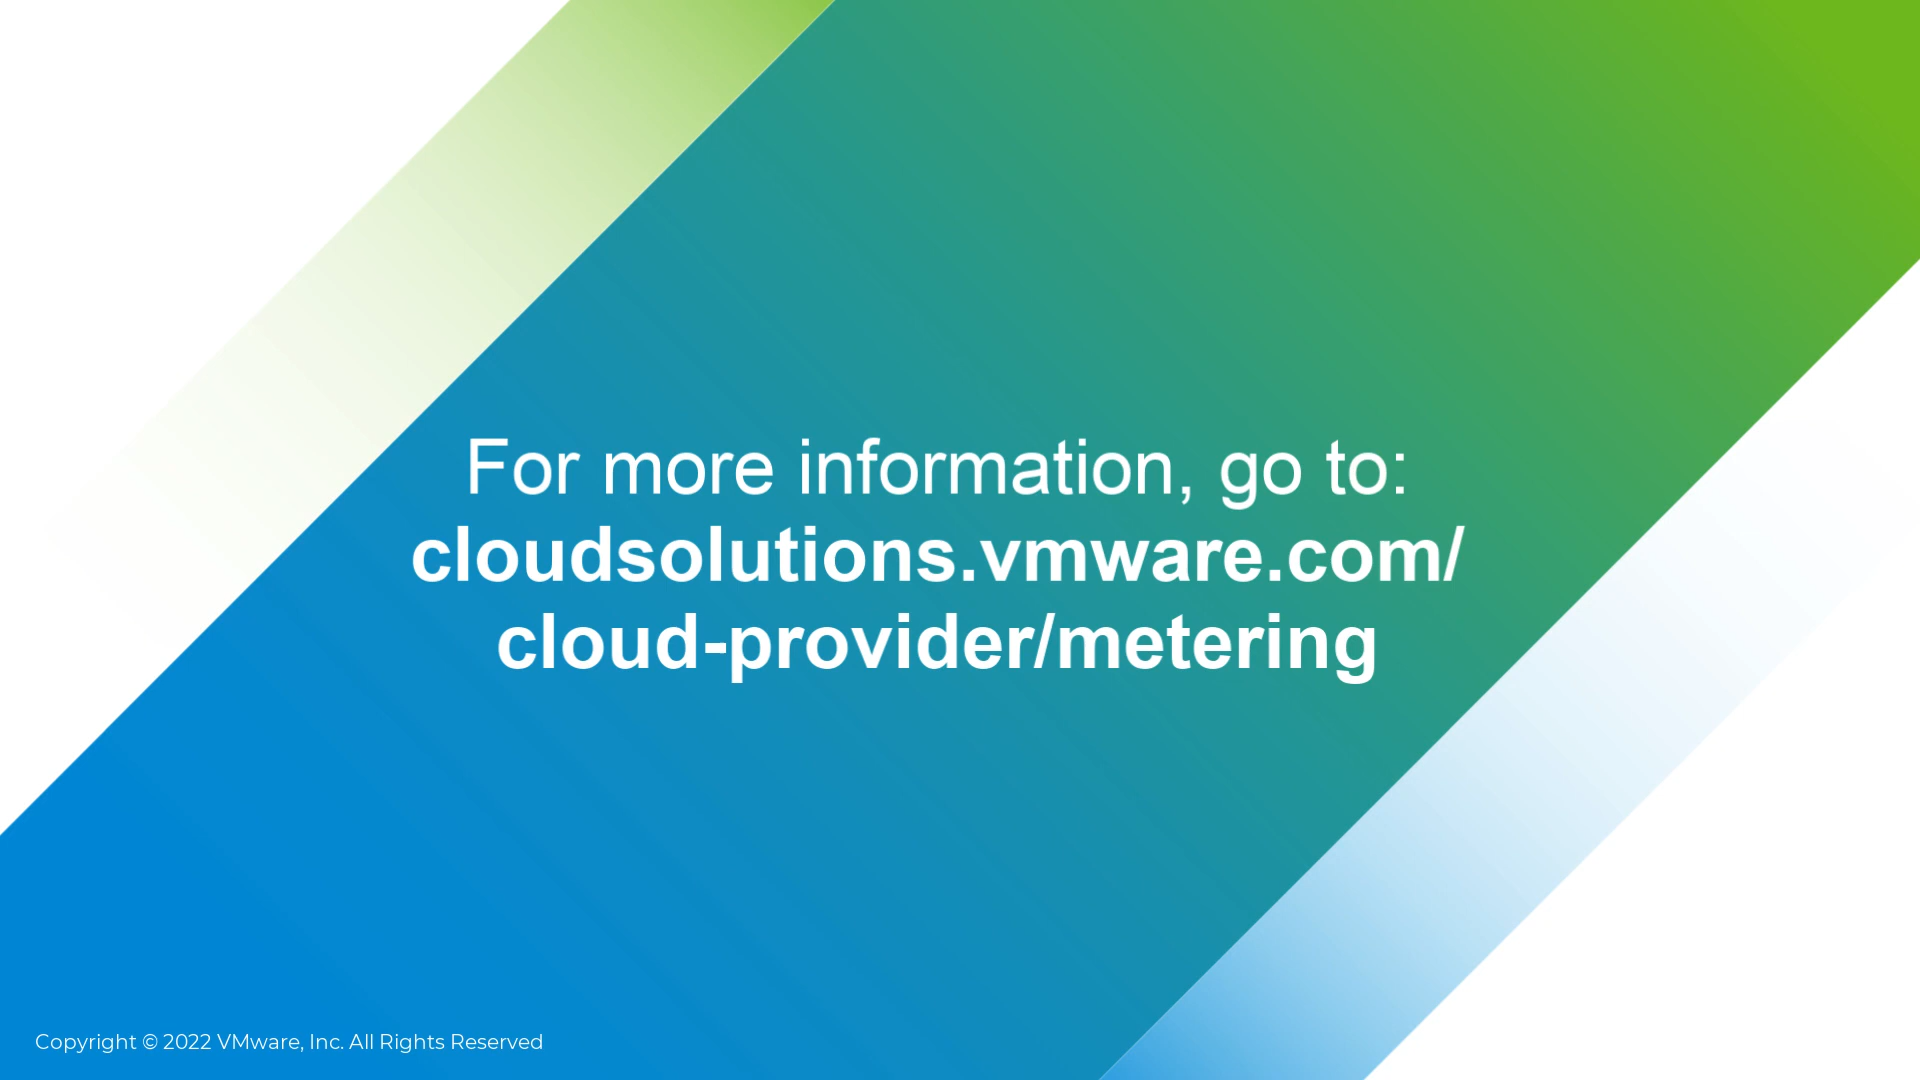 For more information, go to:
cloudsolutions.vmware.com/
cloud-provider/metering
Copyright © 2022 VMware, Inc. All Rights Reserved